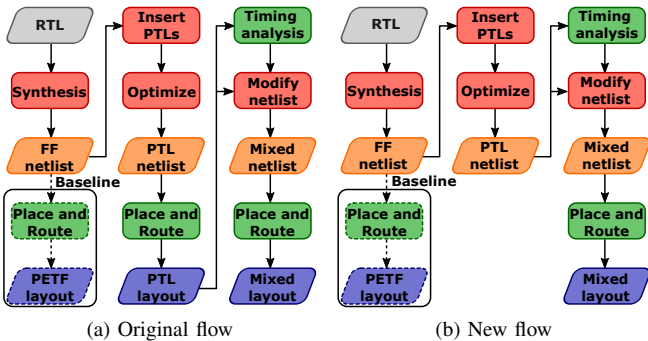 RTL
Synthesis
FF
netlist
Baseline
Place and
Route
PETF
layout
Insert
PTLs
Optimize
PTL
netlist
Place and
Route
PTL
layout
Timing
analysis
Modify
netlist
Mixed
netlist
Place and
Route
Mixed
layout
(a) Original flow
RTL
Synthesis
FF
netlist
Baseline
Place and
Route
PETF
layout
Insert
PTLs
Optimize
PTL
netlist
Timing
analysis
Modify
netlist
Mixed
netlist
Place and
Route
Mixed
layout
(b) New flow